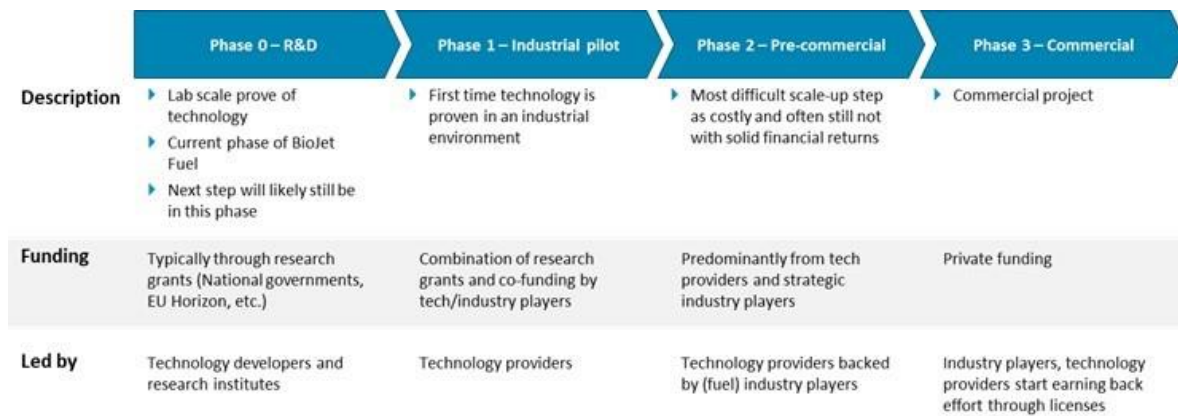 Phase 0 – R&D
Phase 1 – Industrial pilot
Phase 2 – Pre-commercial
Phase 3 – Commercial
Description
Lab scale prove of
technology
Current phase of BioJet
Fuel
Next step will likely still be
in this phase
First time technology is
proven in an industrial
environment
Most difficult scale-up step
as costly and often still not
with solid financial returns
Commercial project
Funding
Typically through research
grants (National governments,
EU Horizon, etc.)
Combination of research
grants and co-funding by
tech/industry players
Predominantly from tech
providers and strategic
industry players
Private funding
Led by
Technology developers and
research institutes
Technology providers
Technology providers backed
by (fuel) industry players
Industry players, technology
providers start earning back
effort through licenses